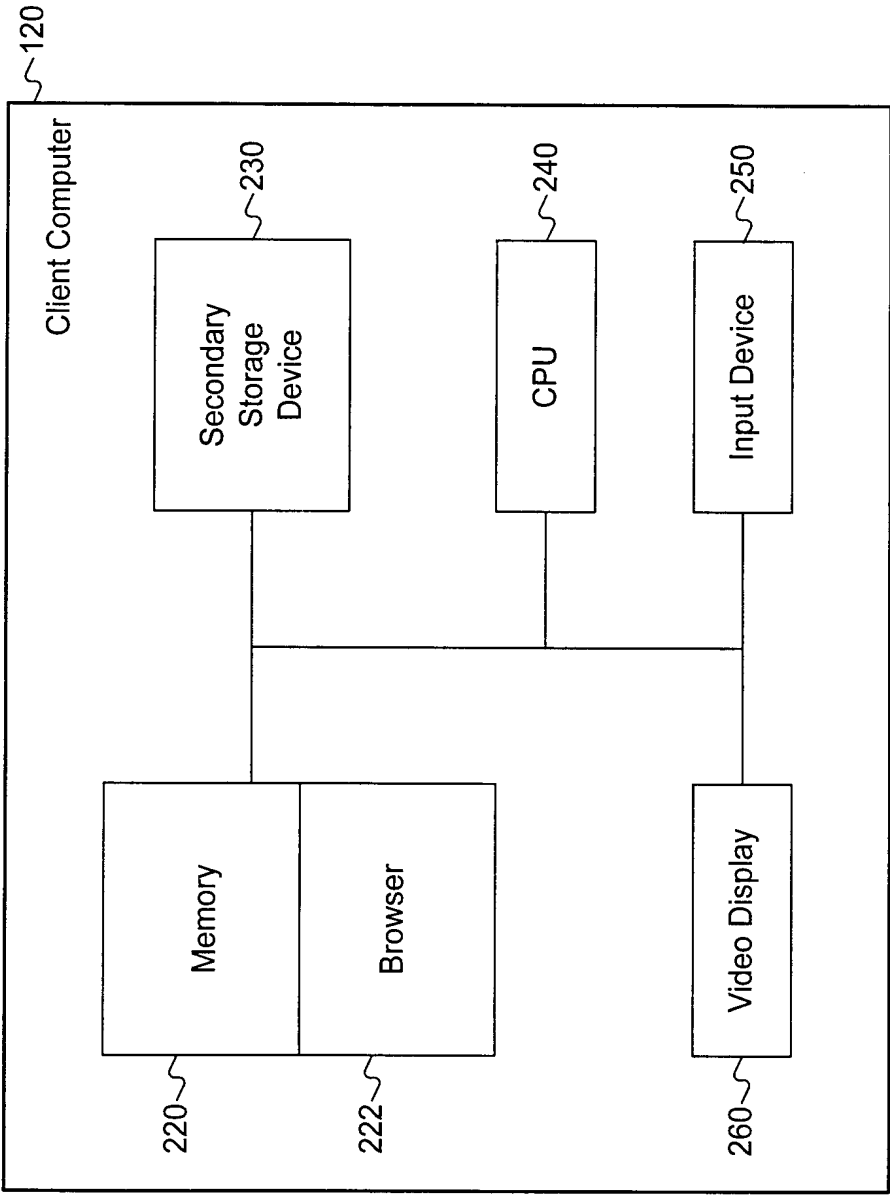 120
Client Computer
220
Memory
222
Browser
Secondary
Storage
Device
230
CPU
240
260
Video Display
Input Device
250